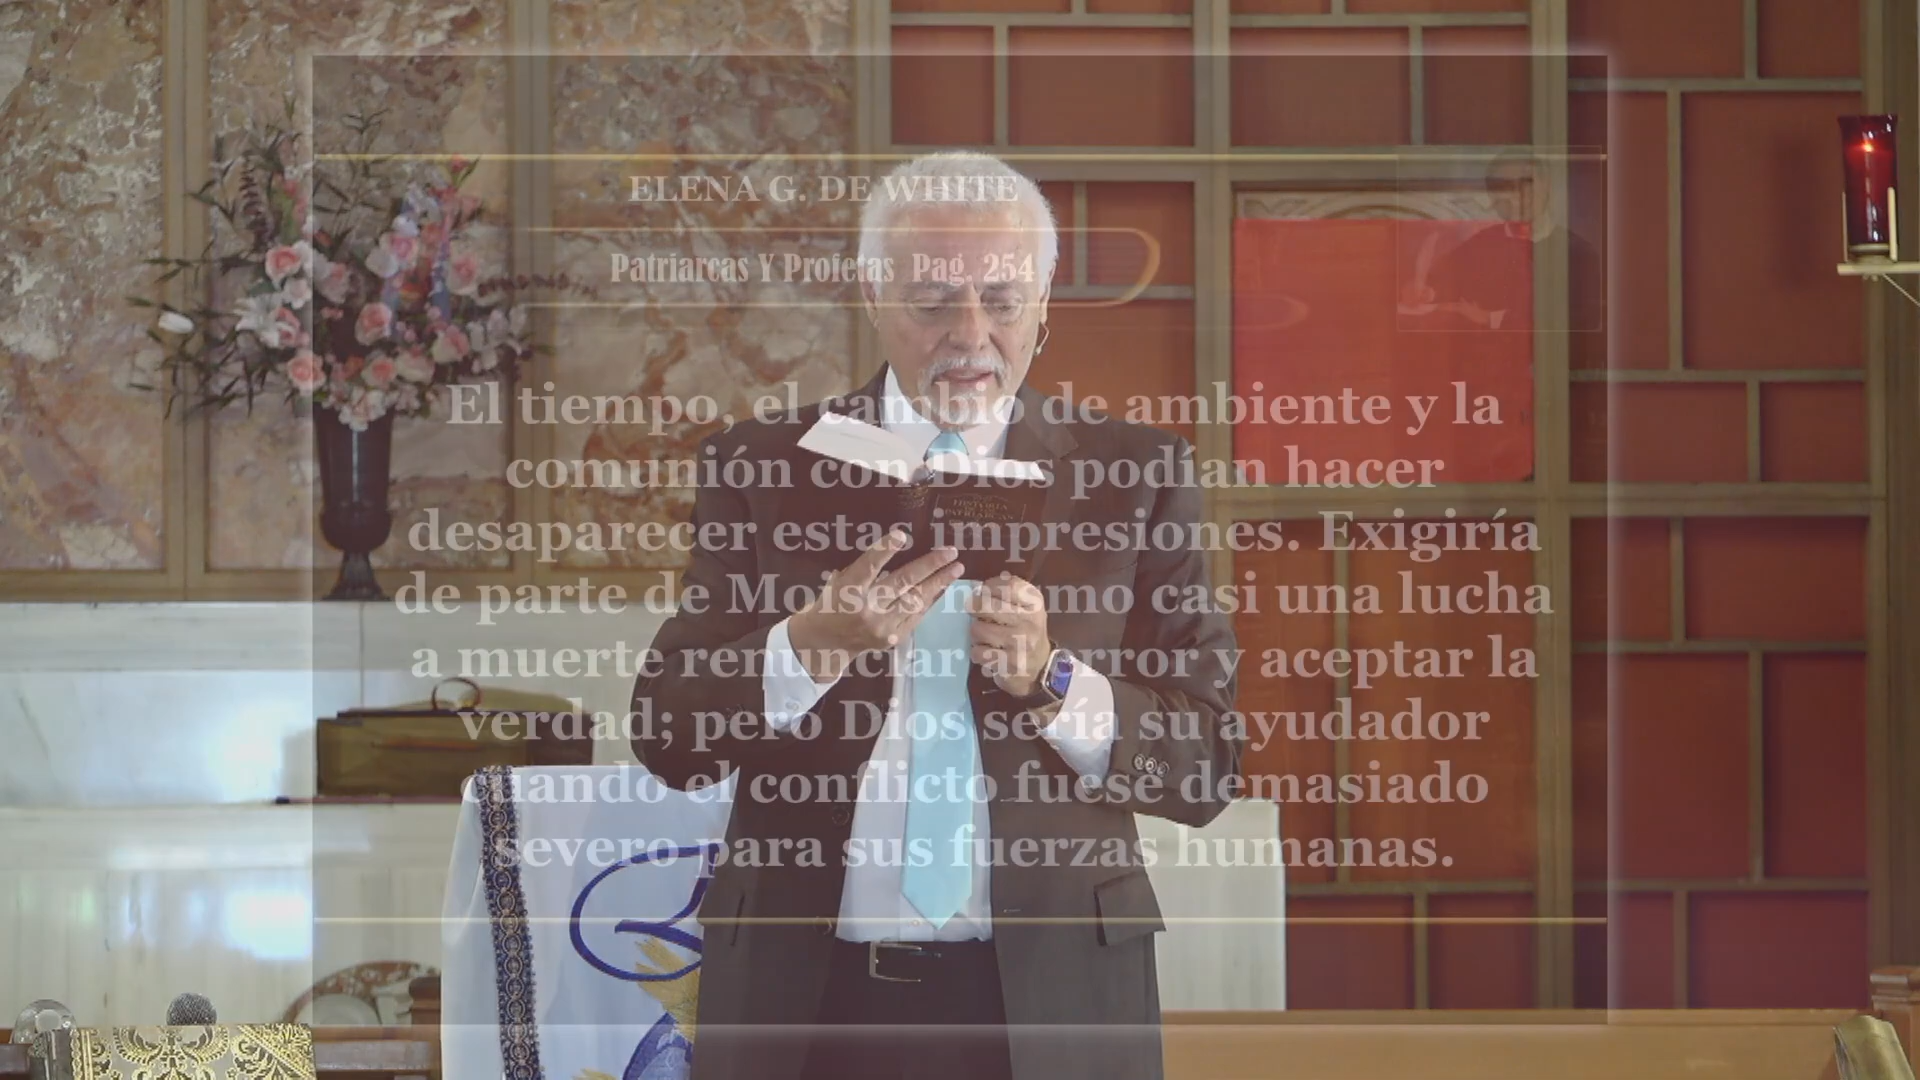 ELENA G. DE WHITE
Patriarcas Y Profetas Pag. 254
El tiempo, el cambio de ambiente y la
comunión con Dios podían hacer
desaparecer estas impresiones. Exigiría
de parte de Moisés mismo casi una lucha
a muerte renunciar al error y aceptar la
verdad; pero Dios sería su ayudador
cuando el conflicto fuese demasiado
severo para sus fuerzas humanas.
HISTORIA
PATRIARCAS